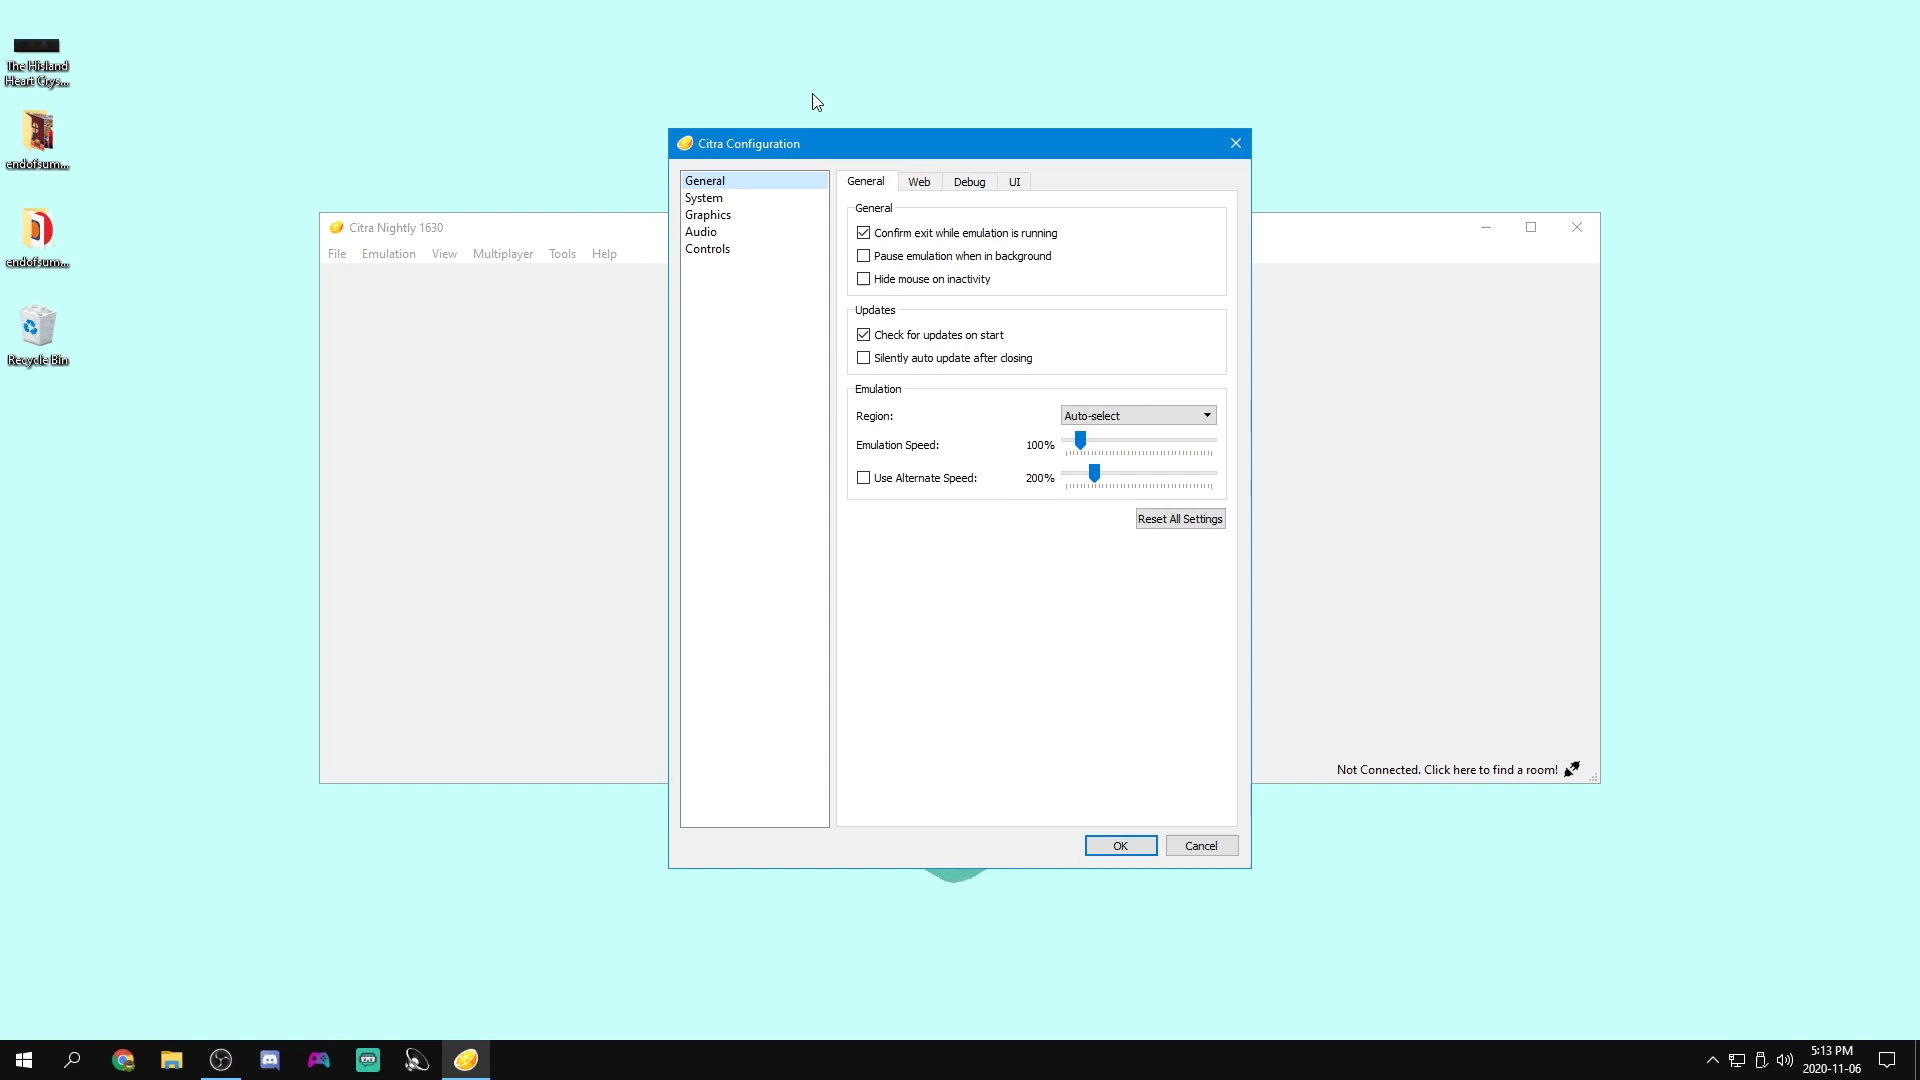 The Hisland
Heart Crys...
endofsum...
endofsum...
Recycle Bin
Citra Nightly 1630
File Emulation View Multiplayer Tools Help
Not Connected. Click here to find a room!
Citra Configuration
General
System
Graphics
Audio
Controls
General Web Debug UI
General
Confirm exit while emulation is running
Pause emulation when in background
Hide mouse on inactivity
Updates
Check for updates on start
Silently auto update after closing
Emulation
Region: Auto-select
Emulation Speed: 100%
Use Alternate Speed: 200%
Reset All Settings
OK Cancel
5:13 PM
2020-11-06